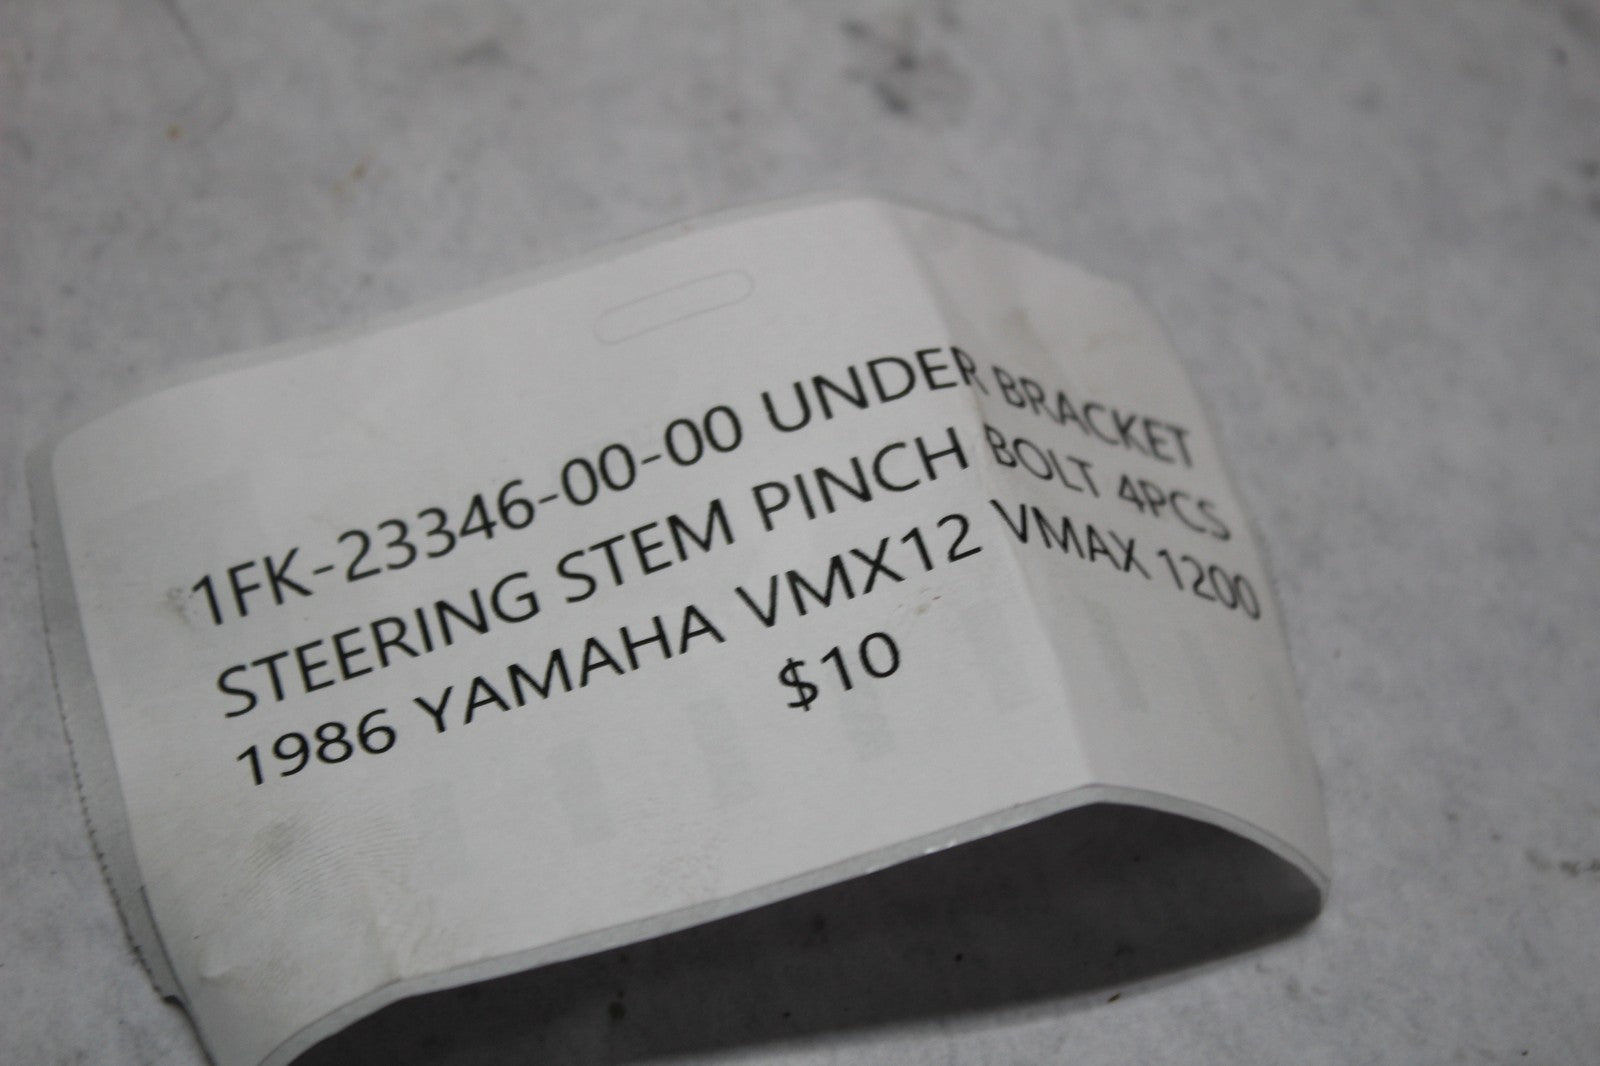 1FK-23346-00-00 UNDER BRACKET
STEERING STEM PINCH BOLT 4PCS
1986 YAMAHA VMX12 VMAX 1200
$10